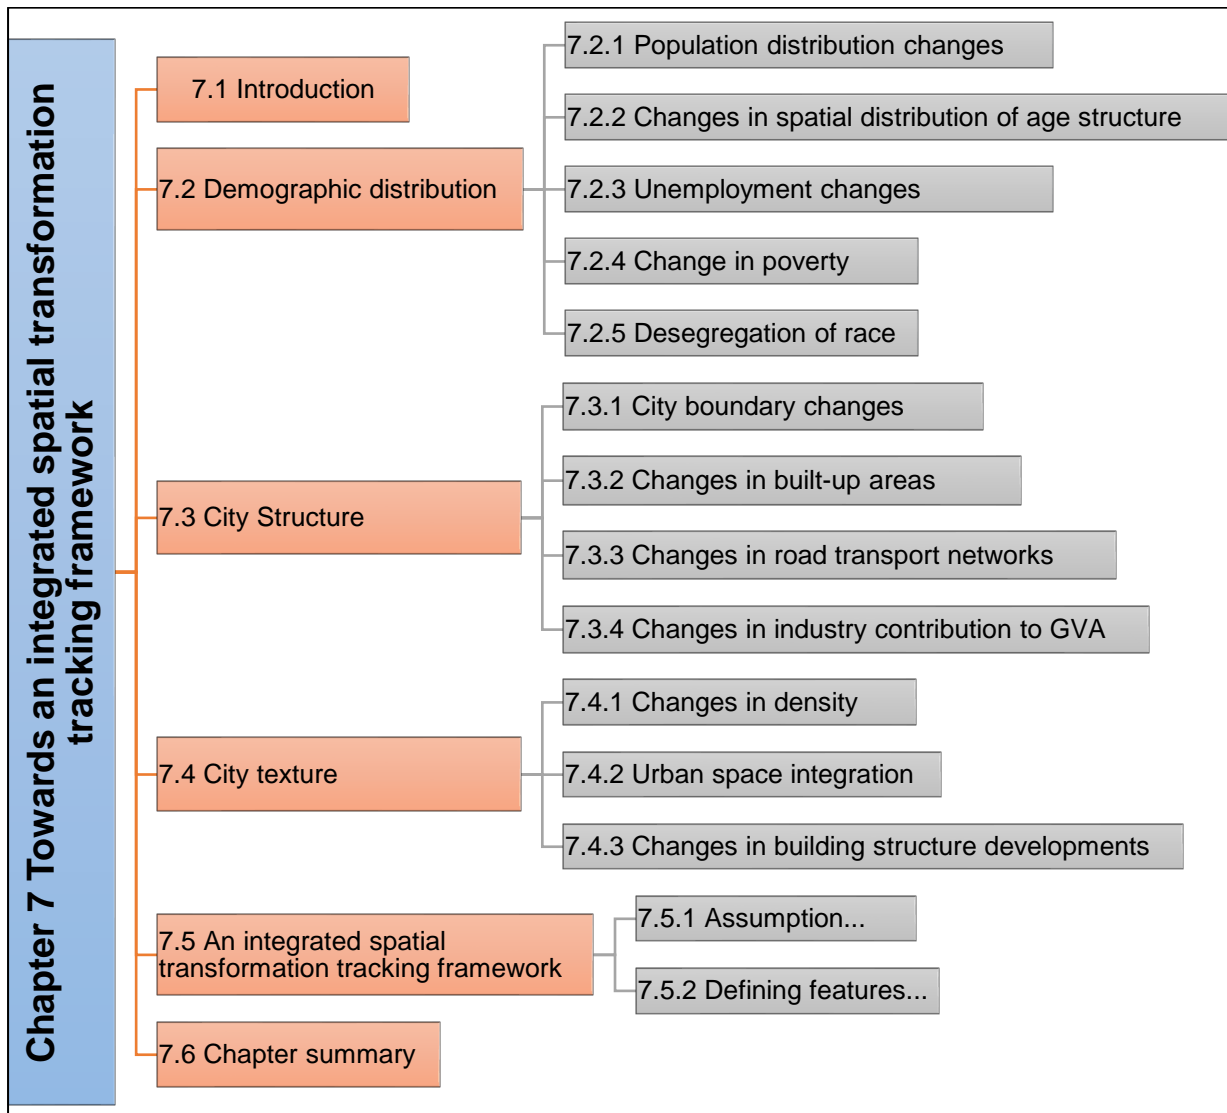 Chapter 7 Towards an integrated spatial transformation
tracking framework
7.1 Introduction
7.2 Demographic distribution
7.2.1 Population distribution changes
7.2.2 Changes in spatial distribution of age structure
7.2.3 Unemployment changes
7.2.4 Change in poverty
7.2.5 Desegregation of race
7.3 City Structure
7.3.1 City boundary changes
7.3.2 Changes in built-up areas
7.3.3 Changes in road transport networks
7.3.4 Changes in industry contribution to GVA
7.4 City texture
7.4.1 Changes in density
7.4.2 Urban space integration
7.4.3 Changes in building structure developments
7.5 An integrated spatial
transformation tracking framework
7.5.1 Assumption...
7.5.2 Defining features...
7.6 Chapter summary